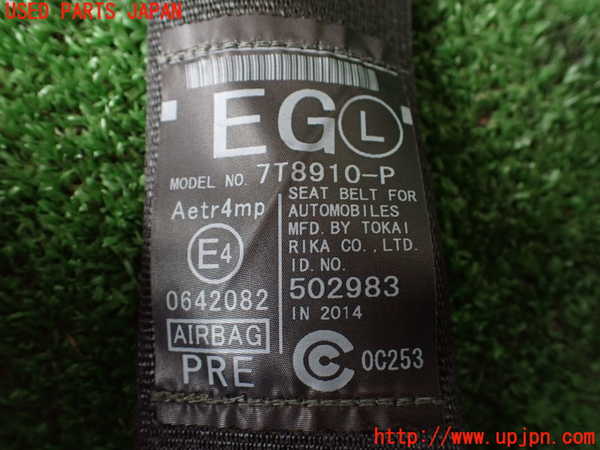 USED PARTS JAPAN
EG L
MODEL NO. 7T8910-P
Aetr4mp
E4
0642082
AIRBAG
PRE
SEAT BELT FOR
AUTOMOBILES
MFD. BY TOKAI
RIKA CO., LTD.
ID. NO.
502983
IN 2014
0C253
http://www.upjpn.com/